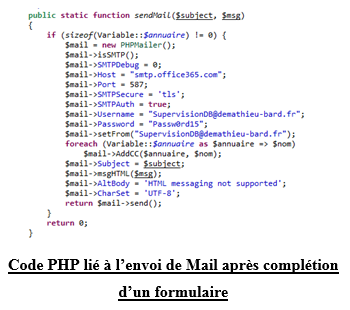 public static function sendMail($subject, $msg)
{
if (sizeof(Variable::$annuaire) != 0) {
$mail = new PHPMailer();
$mail->isSMTP();
$mail->SMTPDebug = 0;
$mail->Host = "smtp.office365.com";
$mail->Port = 587;
$mail->SMTPSecure = 'tls';
$mail->SMTPAuth = true;
$mail->Username = "SupervisionDB@demathieu-bard.fr";
$mail->Password = "Passw0rd15";
$mail->setFrom("SupervisionDB@demathieu-bard.fr");
foreach (Variable::$annuaire as $annuaire => $nom)
$mail->AddCC($annuaire, $nom);
$mail->Subject = $subject;
$mail->msgHTML($msg);
$mail->AltBody = 'HTML messaging not supported';
$mail->CharSet = 'UTF-8';
return $mail->send();
}
return 0;
}
Code PHP lié à l’envoi de Mail après complétion
d’un formulaire